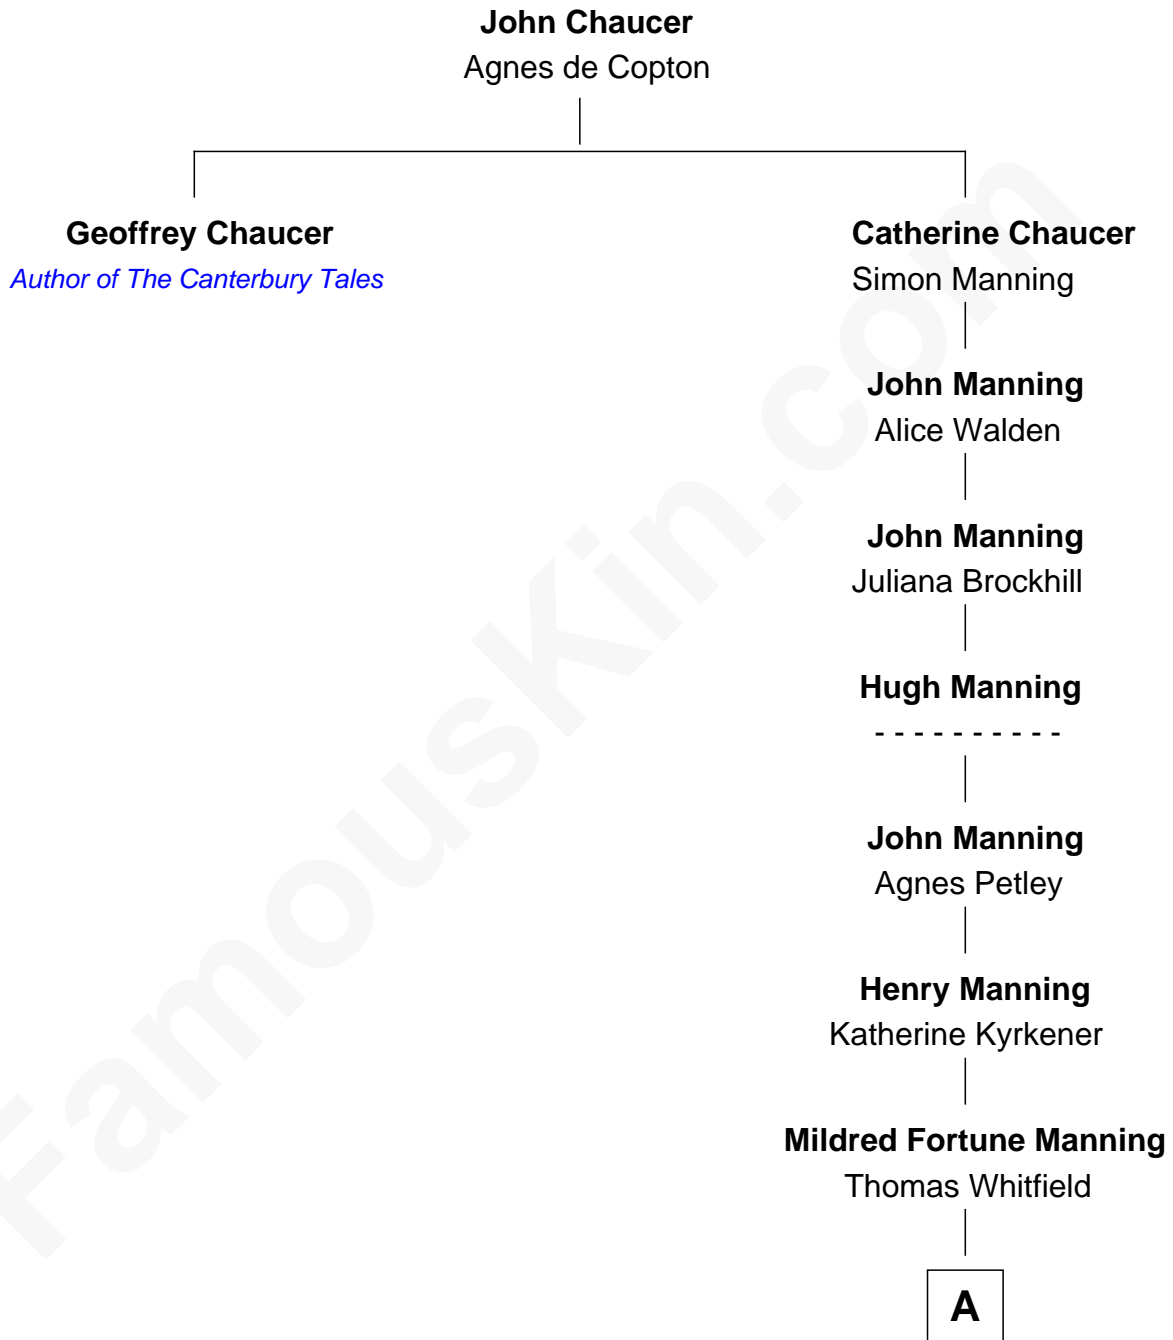 John Chaucer
Agnes de Copton
Geoffrey Chaucer
Author of The Canterbury Tales
Catherine Chaucer
Simon Manning
John Manning
Alice Walden
John Manning
Juliana Brockhill
Hugh Manning
- - - - - - - - - -
John Manning
Agnes Petley
Henry Manning
Katherine Kyrkener
Mildred Fortune Manning
Thomas Whitfield
A
FamousKin.com